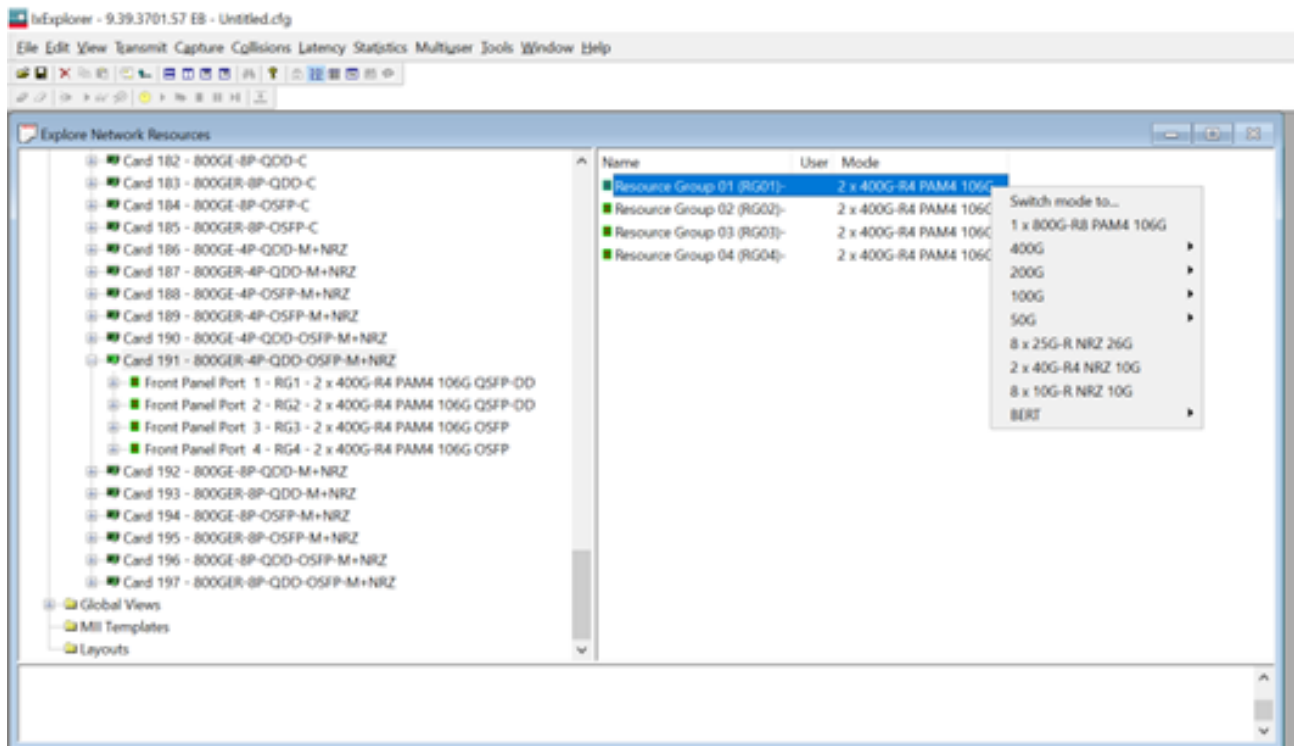 IxExplorer - 9.39.3701.57 EB - Untitled.cfg
File Edit View Transmit Capture Collisions Latency Statistics Multiuser Tools Window Help
Explore Network Resources
Card 182 - 800GE-8P-QDD-C
Card 183 - 800GER-8P-QDD-C
Card 184 - 800GE-8P-OSFP-C
Card 185 - 800GER-8P-OSFP-C
Card 186 - 800GE-4P-QDD-M+NRZ
Card 187 - 800GER-4P-QDD-M+NRZ
Card 188 - 800GE-4P-OSFP-M+NRZ
Card 189 - 800GER-4P-OSFP-M+NRZ
Card 190 - 800GE-4P-QDD-OSFP-M+NRZ
Card 191 - 800GER-4P-QDD-OSFP-M+NRZ
Front Panel Port 1 - RG1 - 2 x 400G-R4 PAM4 106G QSFP-DD
Front Panel Port 2 - RG2 - 2 x 400G-R4 PAM4 106G QSFP-DD
Front Panel Port 3 - RG3 - 2 x 400G-R4 PAM4 106G OSFP
Front Panel Port 4 - RG4 - 2 x 400G-R4 PAM4 106G OSFP
Card 192 - 800GE-8P-QDD-M+NRZ
Card 193 - 800GER-8P-QDD-M+NRZ
Card 194 - 800GE-8P-OSFP-M+NRZ
Card 195 - 800GER-8P-OSFP-M+NRZ
Card 196 - 800GE-8P-QDD-OSFP-M+NRZ
Card 197 - 800GER-8P-QDD-OSFP-M+NRZ
Global Views
MII Templates
Layouts
Name User Mode
Resource Group 01 (RG01)- 2 x 400G-R4 PAM4 106G
Resource Group 02 (RG02)- 2 x 400G-R4 PAM4 106G
Resource Group 03 (RG03)- 2 x 400G-R4 PAM4 106G
Resource Group 04 (RG04)- 2 x 400G-R4 PAM4 106G
Switch mode to...
1 x 800G-R8 PAM4 106G
400G
200G
100G
50G
8 x 25G-R NRZ 26G
2 x 40G-R4 NRZ 10G
8 x 10G-R NRZ 10G
BERT